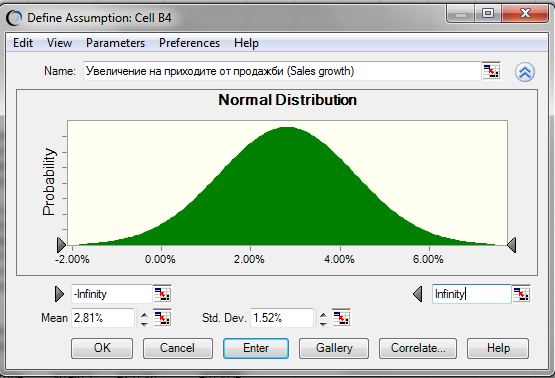 Define Assumption: Cell B4
Edit View Parameters Preferences Help
Name: Увеличение на приходите от продажби (Sales growth)
Normal Distribution
Probability
-2.00% 0.00% 2.00% 4.00% 6.00%
-Infinity Infinity
Mean 2.81% Std. Dev. 1.52%
OK Cancel Enter Gallery Correlate... Help